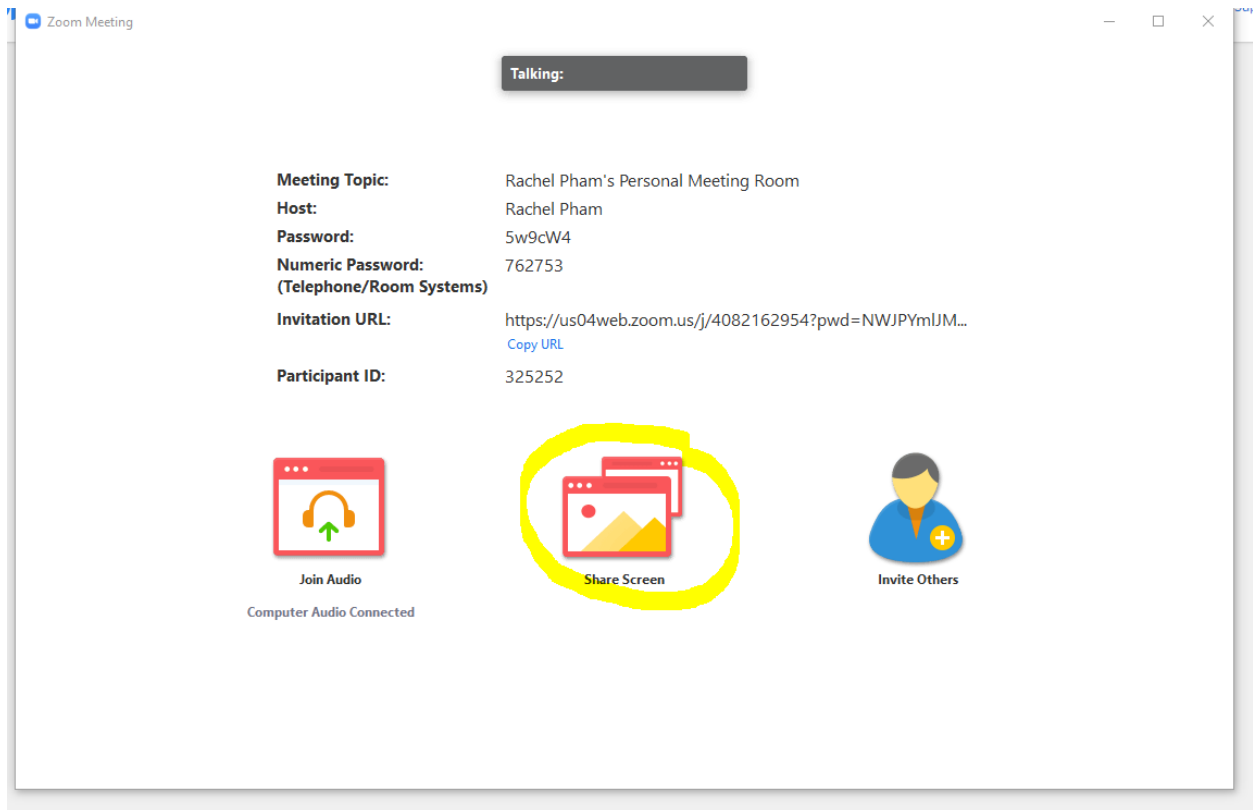 Zoom Meeting
Talking:
Meeting Topic: Rachel Pham's Personal Meeting Room
Host: Rachel Pham
Password: 5w9cW4
Numeric Password: 762753
(Telephone/Room Systems)
Invitation URL: https://us04web.zoom.us/j/4082162954?pwd=NWJPYmlJM...
Copy URL
Participant ID: 325252
Join Audio Share Screen Invite Others
Computer Audio Connected